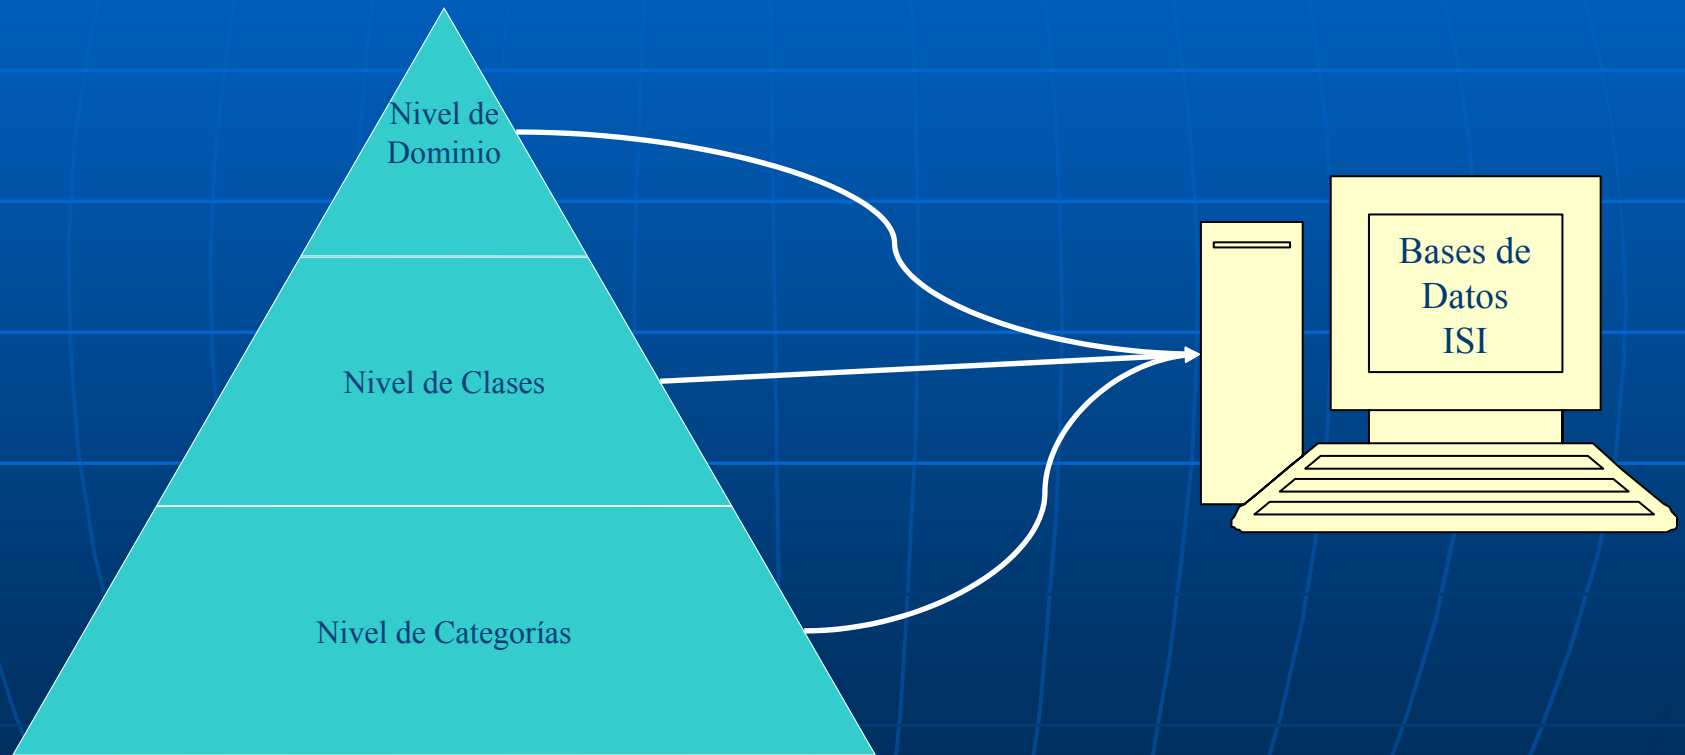 Nivel de
Dominio
Nivel de Clases
Nivel de Categorías
Bases de
Datos
ISI